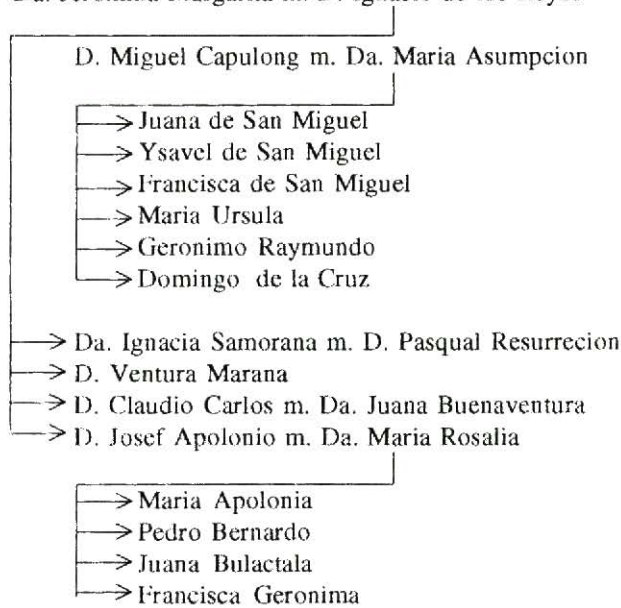 D. Miguel Capulong m. Da. Maria Asumpcion
Juana de San Miguel
Ysavel de San Miguel
Francisca de San Miguel
Maria Ursula
Geronimo Raymundo
Domingo de la Cruz
Da. Ignacia Samorana m. D. Pasqual Resurrecion
D. Ventura Marana
D. Claudio Carlos m. Da. Juana Buenaventura
D. Josef Apolonio m. Da. Maria Rosalia
Maria Apolonia
Pedro Bernardo
Juana Bulactala
Francisca Geronima